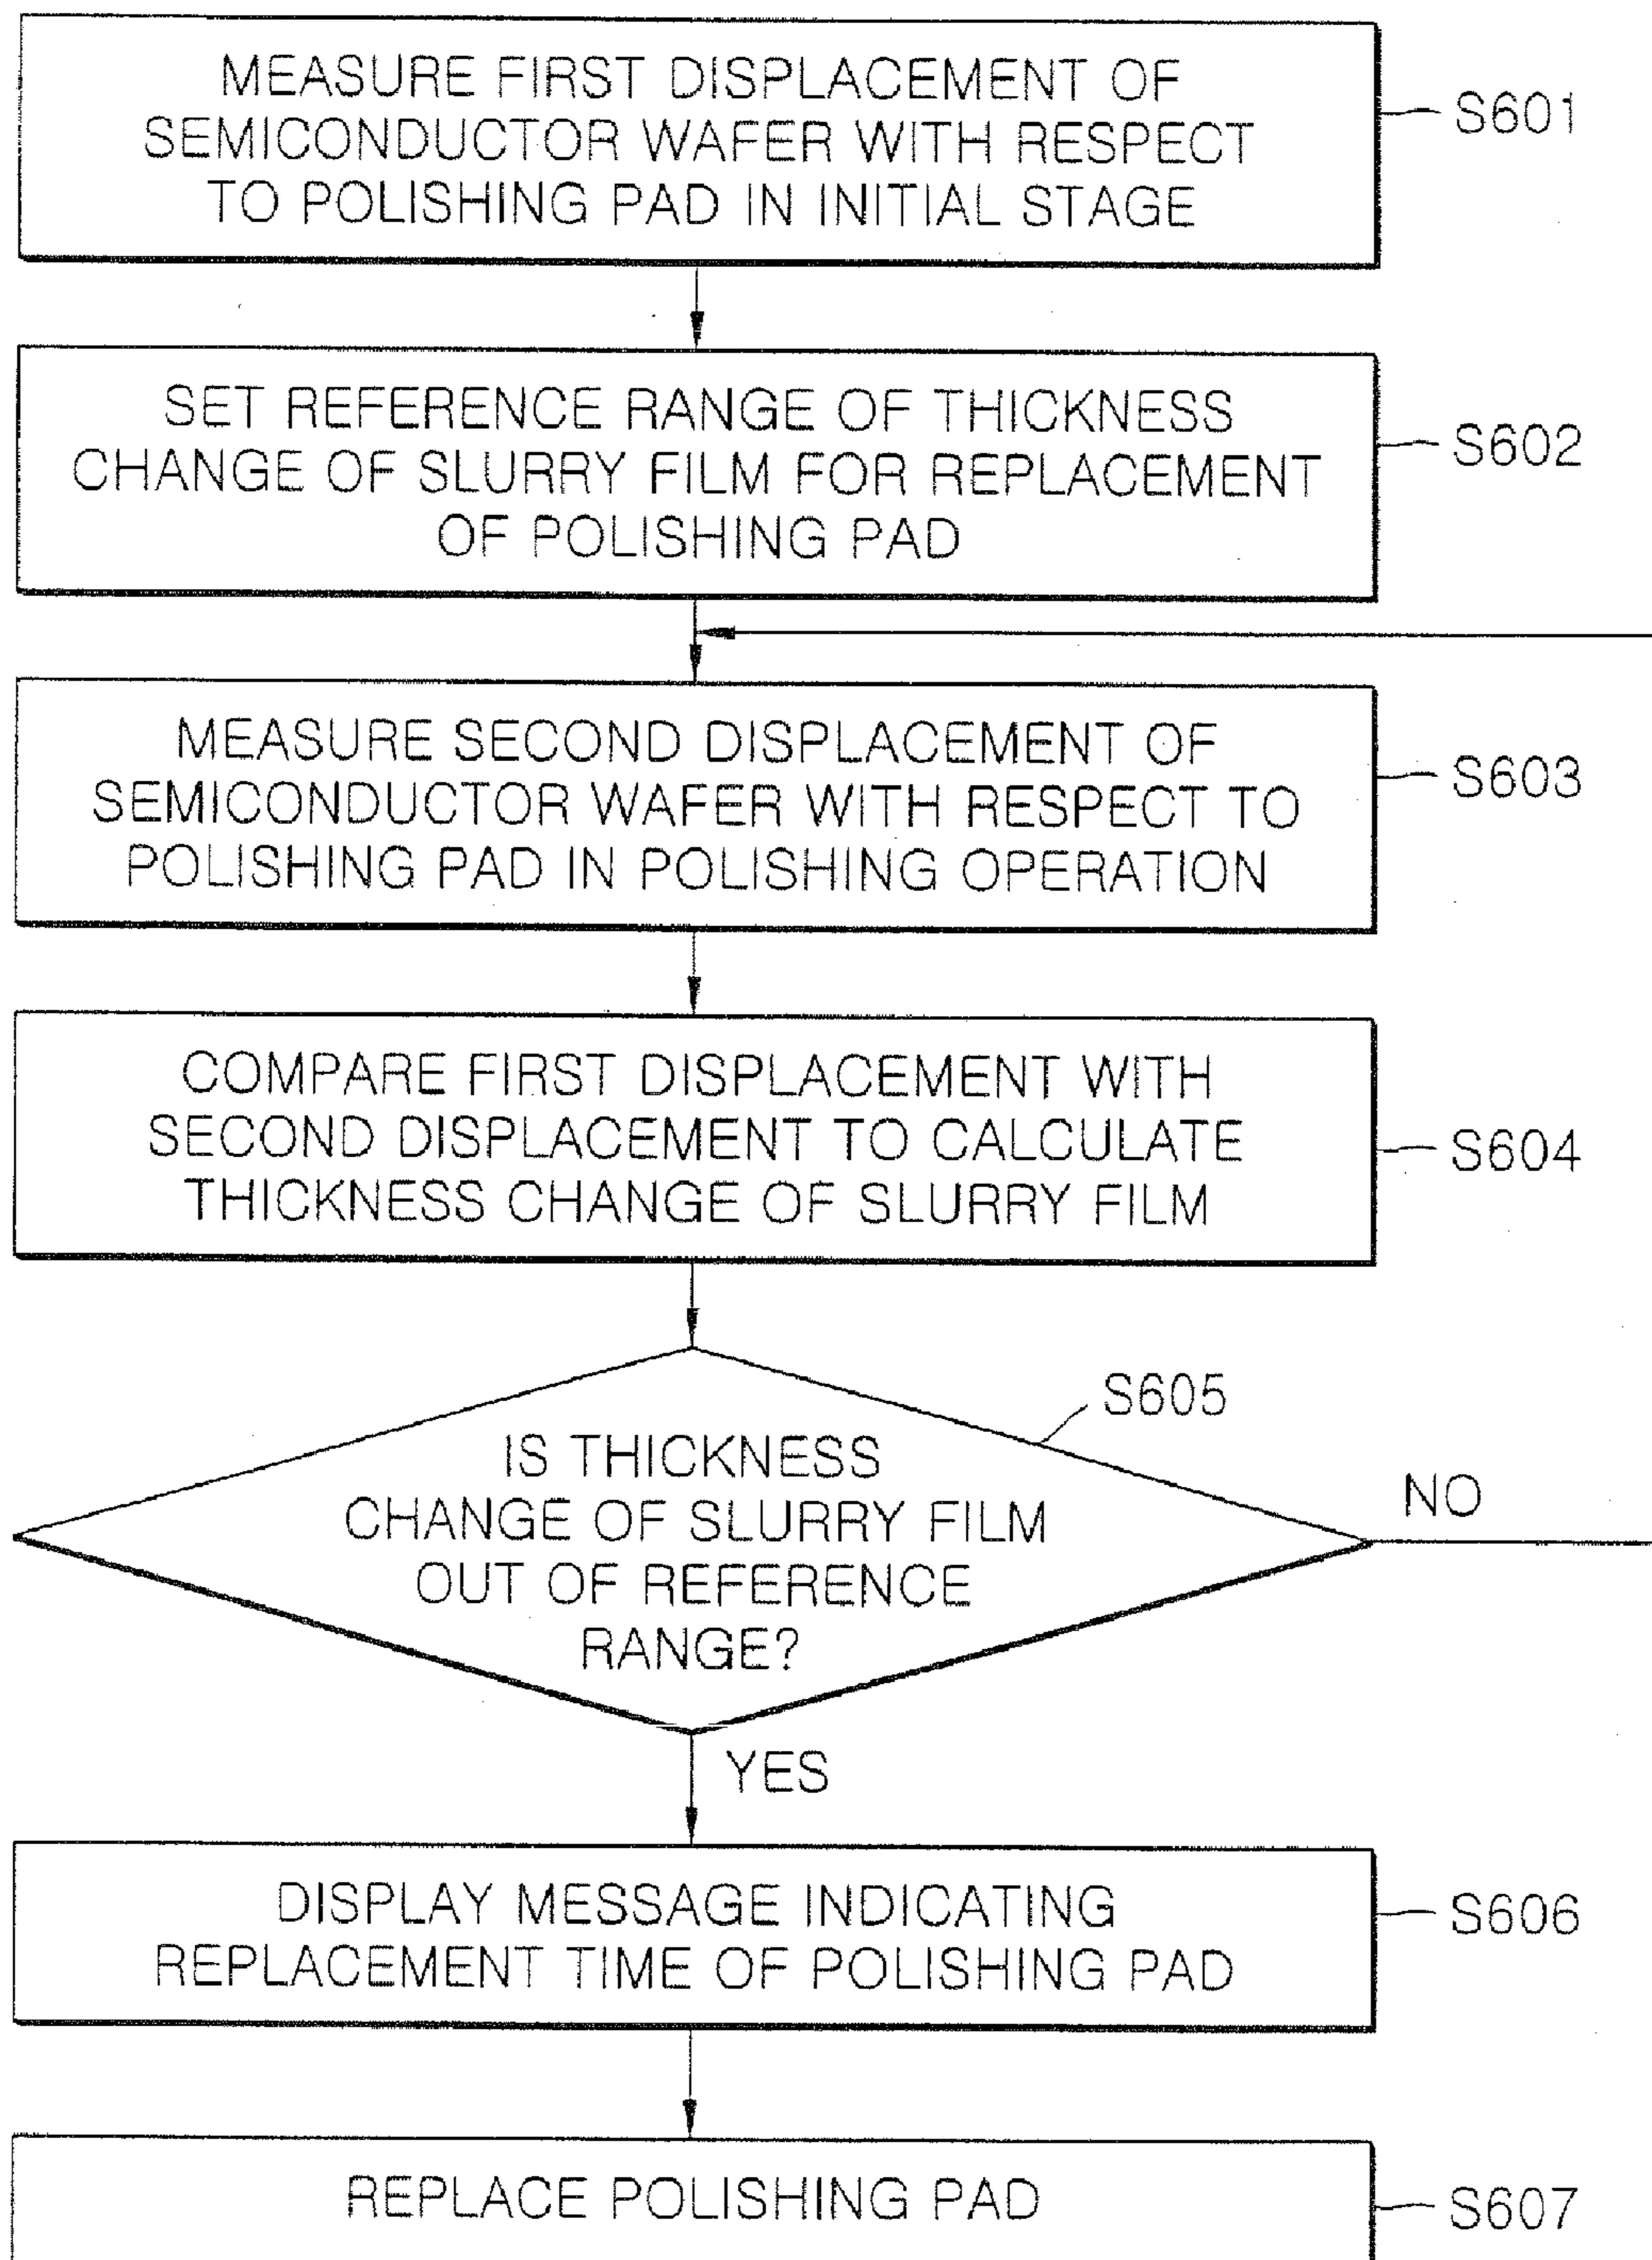 MEASURE FIRST DISPLACEMENT OF
SEMICONDUCTOR WAFER WITH RESPECT
TO POLISHING PAD IN INITIAL STAGE
S601
SET REFERENCE RANGE OF THICKNESS
CHANGE OF SLURRY FILM FOR REPLACEMENT
OF POLISHING PAD
S602
MEASURE SECOND DISPLACEMENT OF
SEMICONDUCTOR WAFER WITH RESPECT TO
POLISHING PAD IN POLISHING OPERATION
S603
COMPARE FIRST DISPLACEMENT WITH
SECOND DISPLACEMENT TO CALCULATE
THICKNESS CHANGE OF SLURRY FILM
S604
S605
IS THICKNESS
CHANGE OF SLURRY FILM
OUT OF REFERENCE
RANGE?
NO
YES
DISPLAY MESSAGE INDICATING
REPLACEMENT TIME OF POLISHING PAD
S606
REPLACE POLISHING PAD
S607